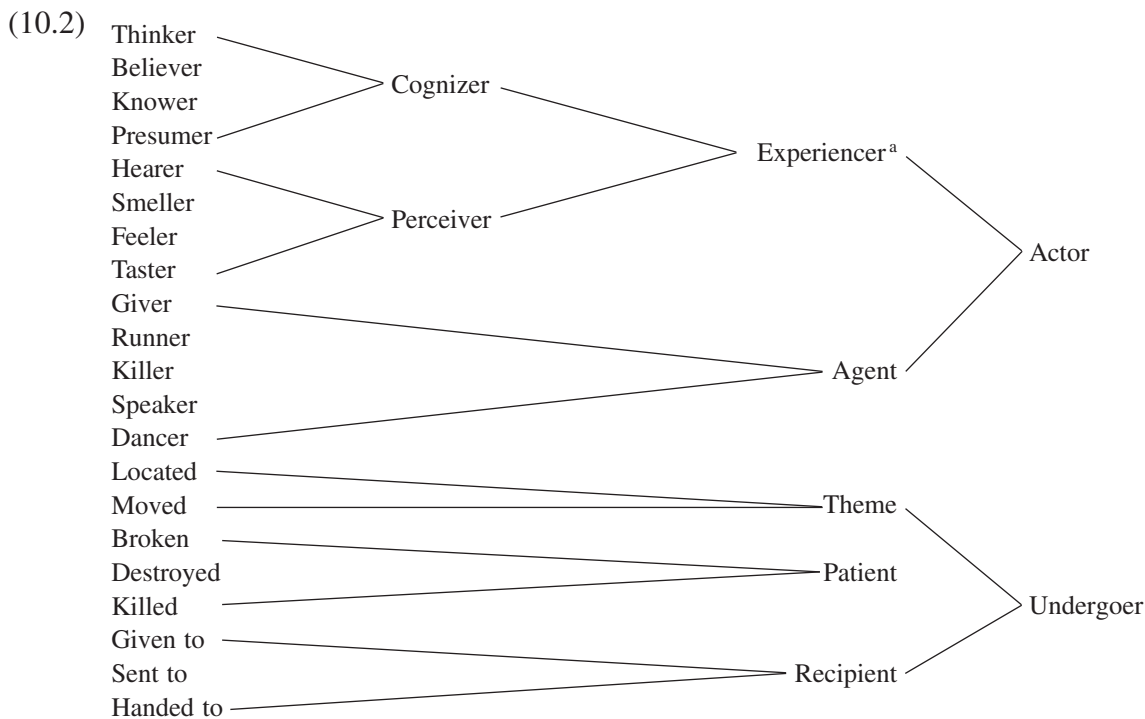 (10.2)
Thinker
Believer
Knower
Presumer
Hearer
Smeller
Feeler
Taster
Giver
Runner
Killer
Speaker
Dancer
Located
Moved
Broken
Destroyed
Killed
Given to
Sent to
Handed to
Cognizer
Perceiver
Experiencer a
Agent
Theme
Patient
Recipient
Actor
Undergoer